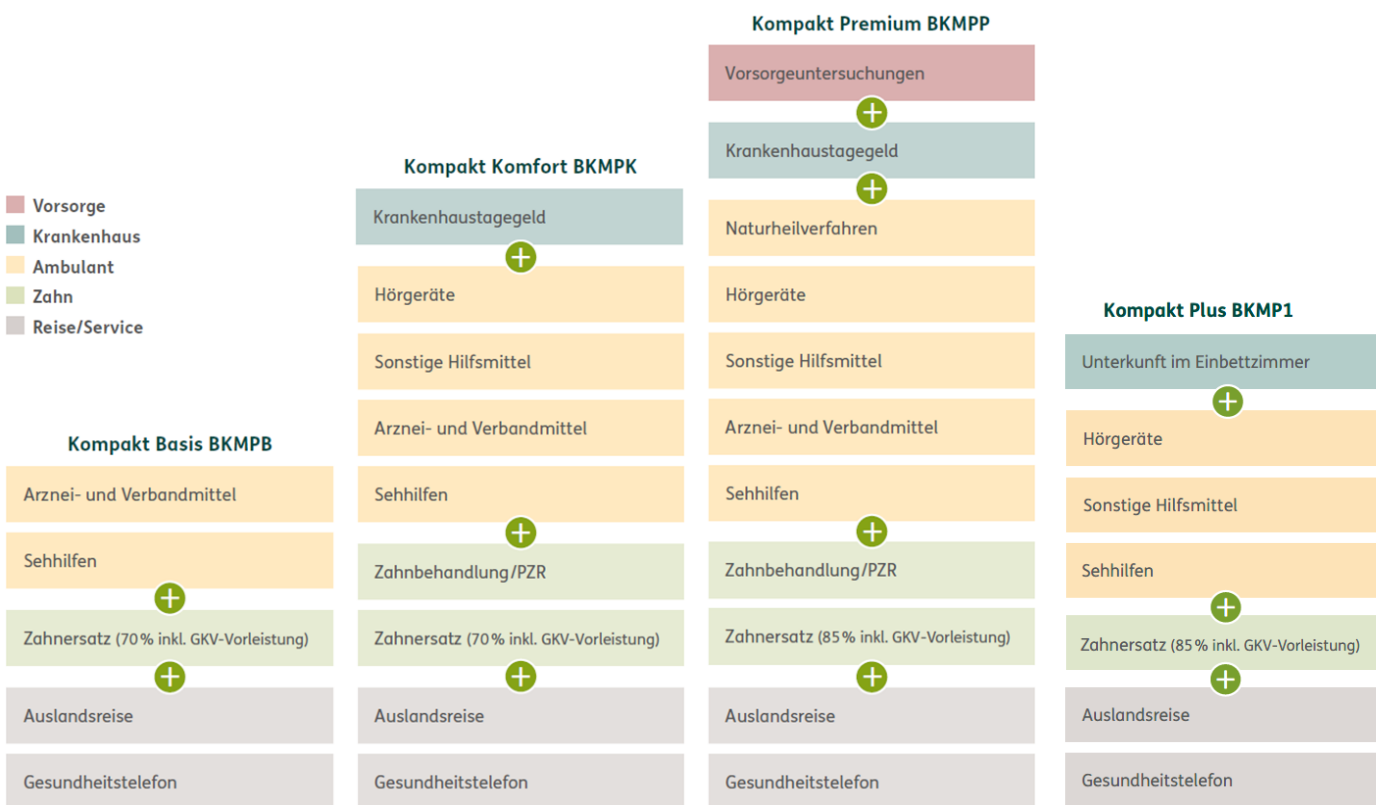 Vorsorge
Krankenhaus
Ambulant
Zahn
Reise/Service
Kompakt Basis BKMPB
Arznei- und Verbandmittel
Sehhilfen
Zahnersatz (70 % inkl. GKV-Vorleistung)
Auslandsreise
Gesundheitstelefon
Kompakt Komfort BKMPK
Krankenhaustagegeld
Hörgeräte
Sonstige Hilfsmittel
Arznei- und Verbandmittel
Sehhilfen
Zahnbehandlung/PZR
Zahnersatz (70 % inkl. GKV-Vorleistung)
Auslandsreise
Gesundheitstelefon
Kompakt Premium BKMPP
Vorsorgeuntersuchungen
Krankenhaustagegeld
Naturheilverfahren
Hörgeräte
Sonstige Hilfsmittel
Arznei- und Verbandmittel
Sehhilfen
Zahnbehandlung/PZR
Zahnersatz (85 % inkl. GKV-Vorleistung)
Auslandsreise
Gesundheitstelefon
Kompakt Plus BKMP1
Unterkunft im Einbettzimmer
Hörgeräte
Sonstige Hilfsmittel
Sehhilfen
Zahnersatz (85 % inkl. GKV-Vorleistung)
Auslandsreise
Gesundheitstelefon